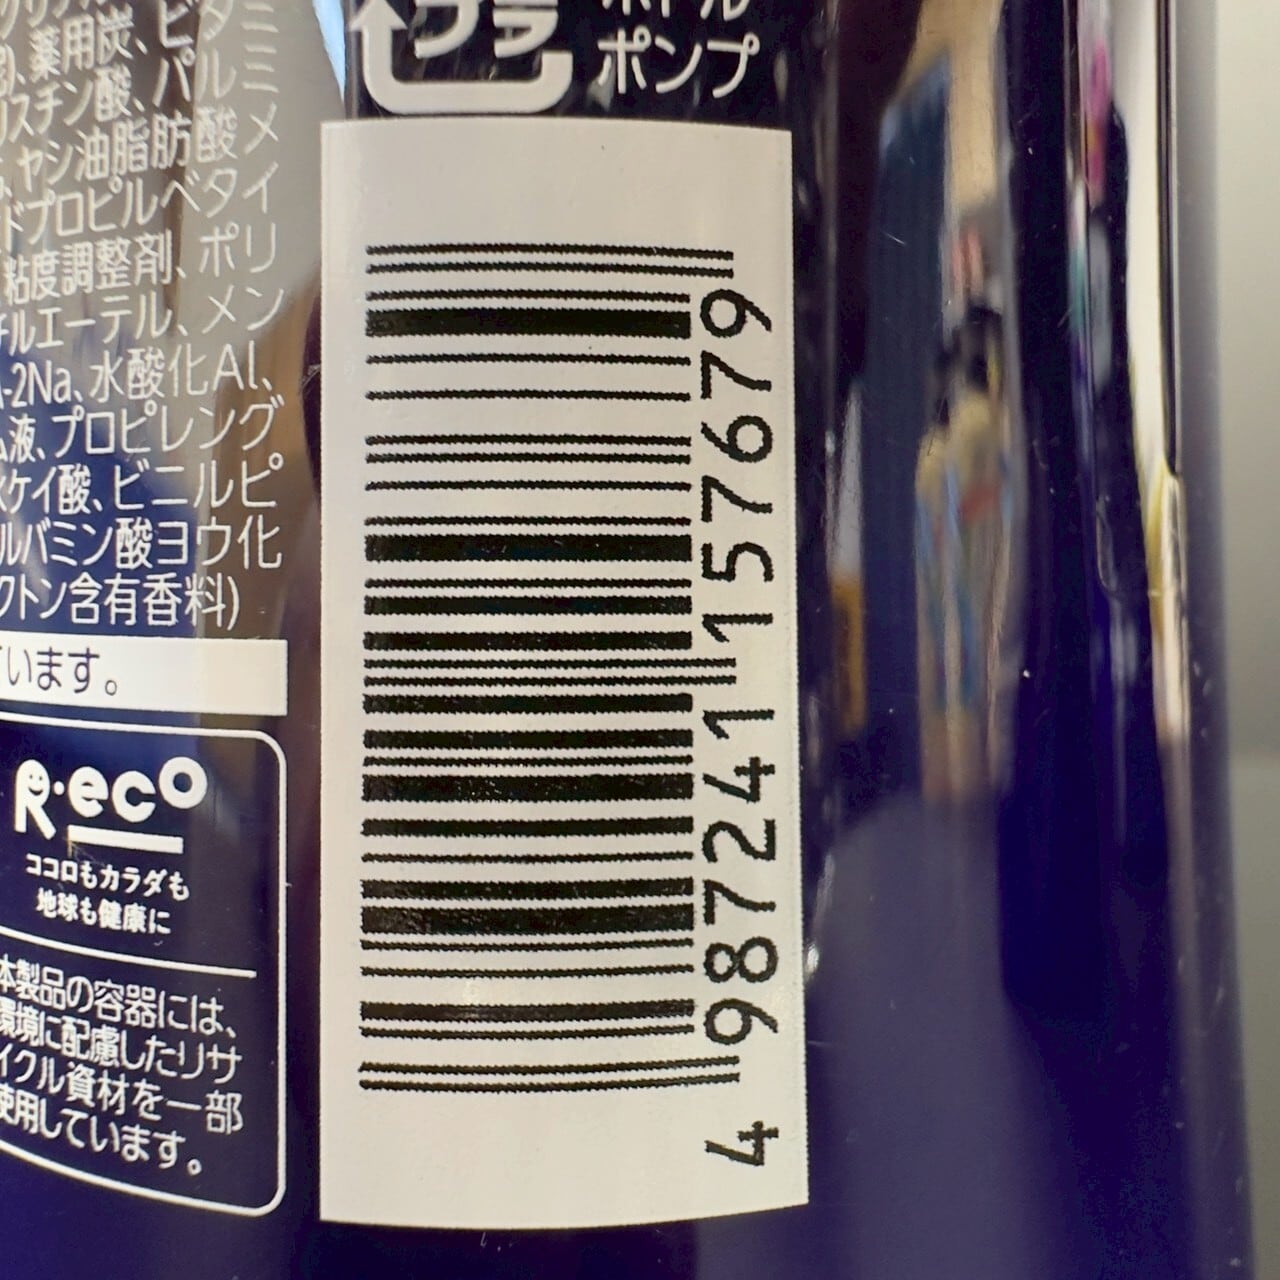 薬用炭、ビタミ
リスチン酸、パルミ
ヤシ油脂肪酸メ
ドプロピルベタイ
粘度調整剤、ポリ
チルエーテル、メン
-2Na、水酸化Al、
ム液、プロピレング
ケイ酸、ビニルピ
ルバミン酸ヨウ化
クトン含有香料)
ています。
R·eco
ココロもカラダも
地球も健康に
本製品の容器には、
環境に配慮したリサ
イクル資材を一部
使用しています。
プラ
ボトル
ポンプ
4987241157679